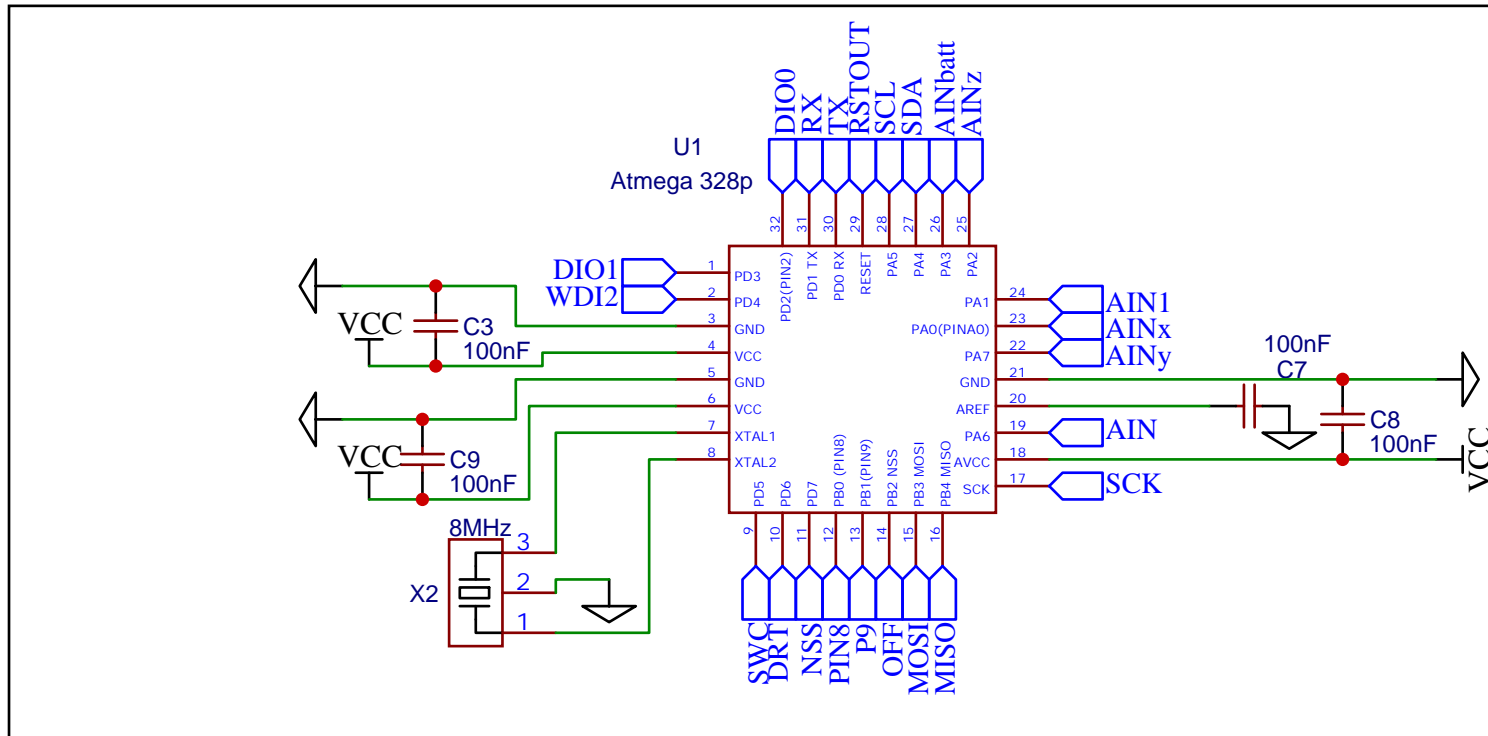 DIO0
RX
TX
RSTOUT
SCL
SDA
AINbatt
AINz
U1
Atmega 328p
32
31
30
29
28
27
26
25
PD2(PIN2)
PD1 TX
PD0 RX
RESET
PA5
PA4
PA3
PA2
DIO1
1
PD3
WDI2
2
PD4
3
GND
4
VCC
5
GND
6
VCC
7
XTAL1
8
XTAL2
VCC
C3
100nF
VCC
C9
100nF
PA1
24
AIN1
PA0(PINA0)
23
AINx
PA7
22
AINy
GND
21
AREF
20
PA6
19
AIN
AVCC
18
SCK
17
SCK
100nF
C7
C8
100nF
VCC
PD5
PD6
PD7
PB0 (PIN8)
PB1(PIN9)
PB2 NSS
PB3 MOSI
PB4 MISO
9
10
11
12
13
14
15
16
SWC
DRT
NSS
PIN8
P9
OFF
MOSI
MISO
8MHz
X2
3
2
1